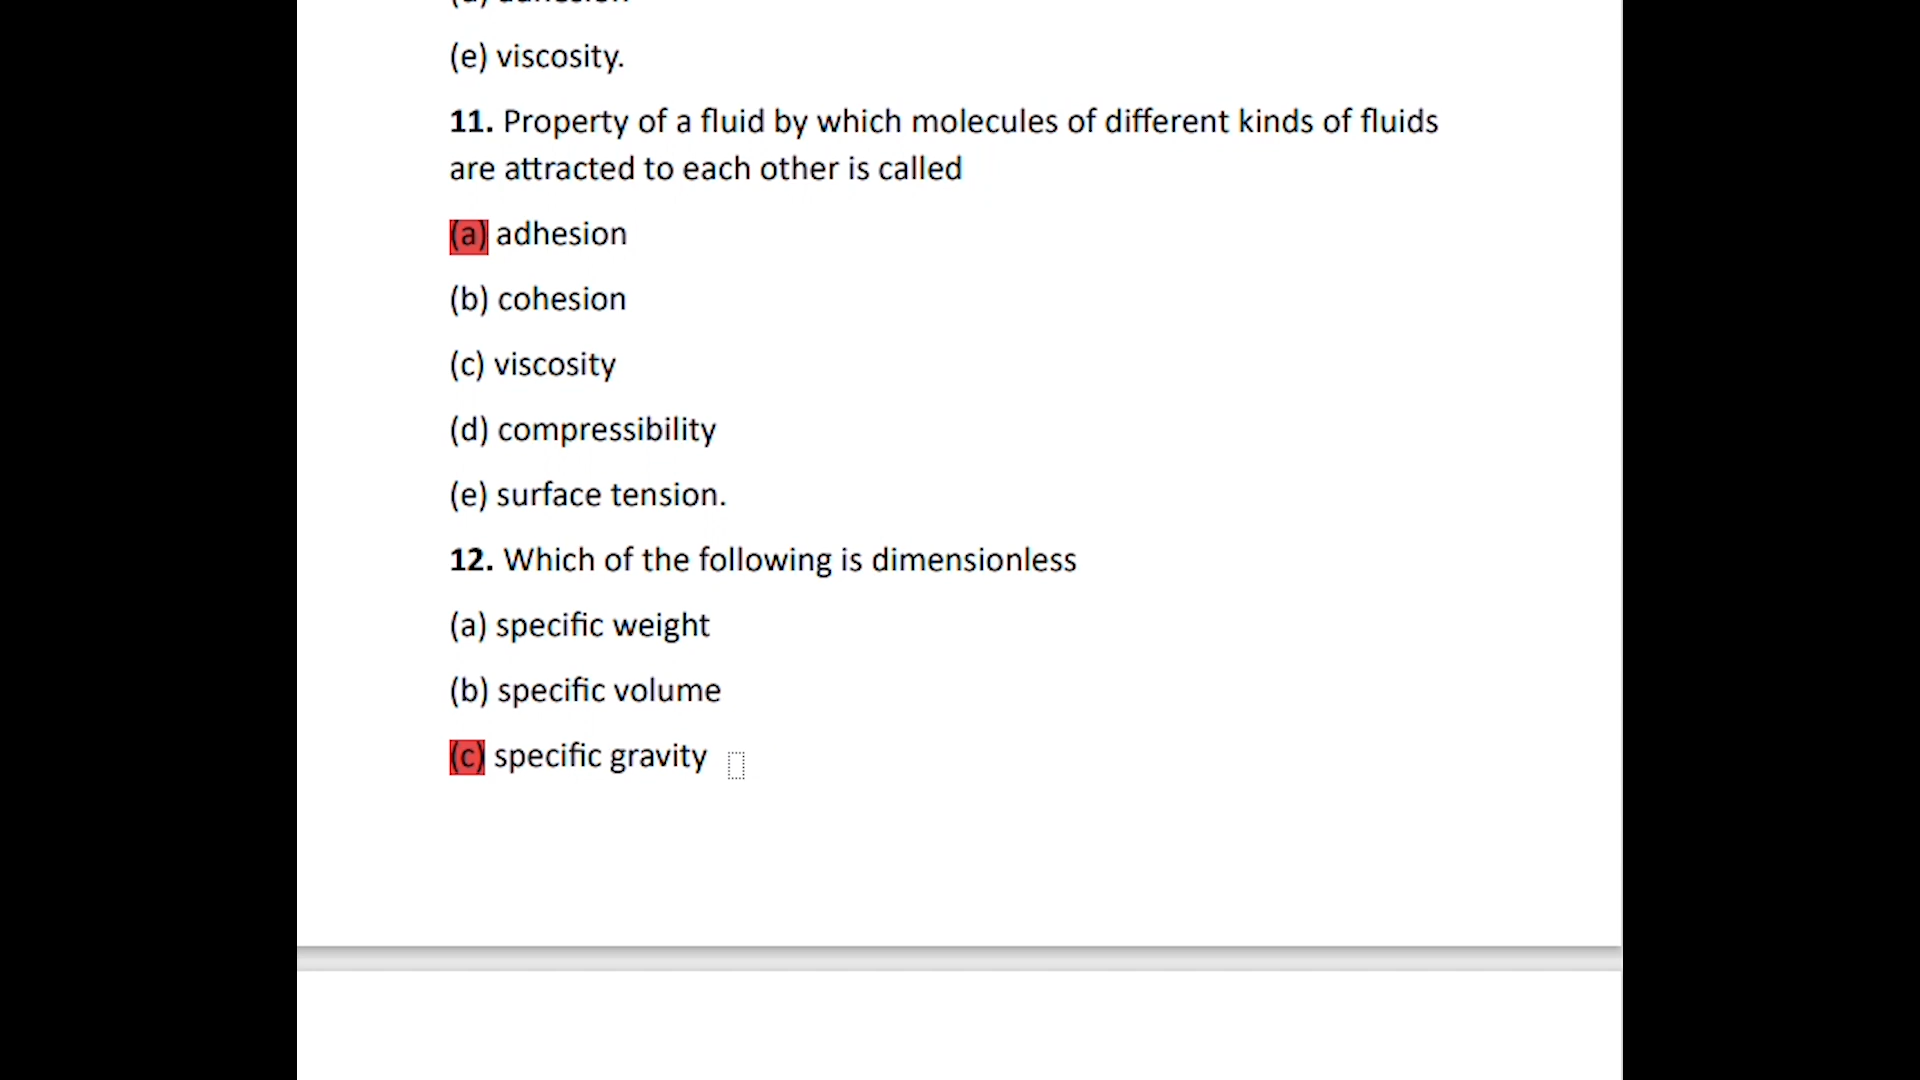 (e) viscosity.
11. Property of a fluid by which molecules of different kinds of fluids
are attracted to each other is called
(a) adhesion
(b) cohesion
(c) viscosity
(d) compressibility
(e) surface tension.
12. Which of the following is dimensionless
(a) specific weight
(b) specific volume
(c) specific gravity